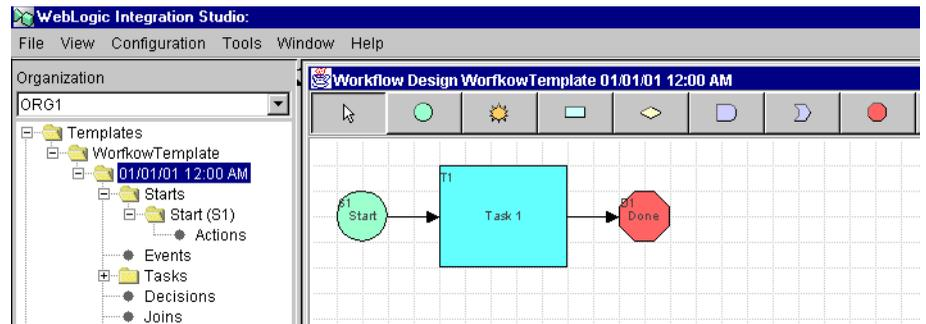 WebLogic Integration Studio:
File View Configuration Tools Window Help
Organization
ORG1
Templates
WorfkowTemplate
01/01/01 12:00 AM
Starts
Start (S1)
Actions
Events
Tasks
Decisions
Joins
Workflow Design WorfkowTemplate 01/01/01 12:00 AM
S1
Start
T1
Task 1
D1
Done